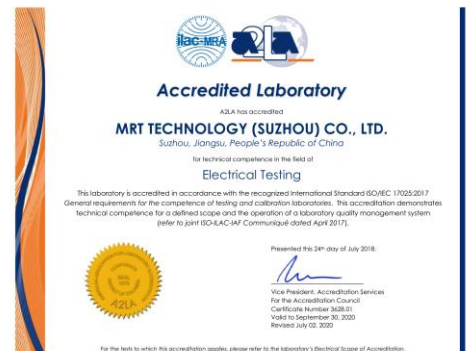 ilac-MRA
A2LA
Accredited Laboratory
A2LA has accredited
MRT TECHNOLOGY (SUZHOU) CO., LTD.
Suzhou, Jiangsu, People's Republic of China
for technical competence in the field of
Electrical Testing
This laboratory is accredited in accordance with the recognized International Standard ISO/IEC 17025:2017
General requirements for the competence of testing and calibration laboratories. This accreditation demonstrates
technical competence for a defined scope and the operation of a laboratory quality management system
(refer to joint ISO-ILAC-IAF Communiqué dated April 2017).
Presented this 24th day of July 2018.
Vice President, Accreditation Services
For the Accreditation Council
Certificate Number 3628.01
Valid to September 30, 2020
Revised July 02, 2020
CORPORATE
SEAL
1978
A2LA
For the tests to which this accreditation applies, please refer to the laboratory's Electrical Scope of Accreditation.